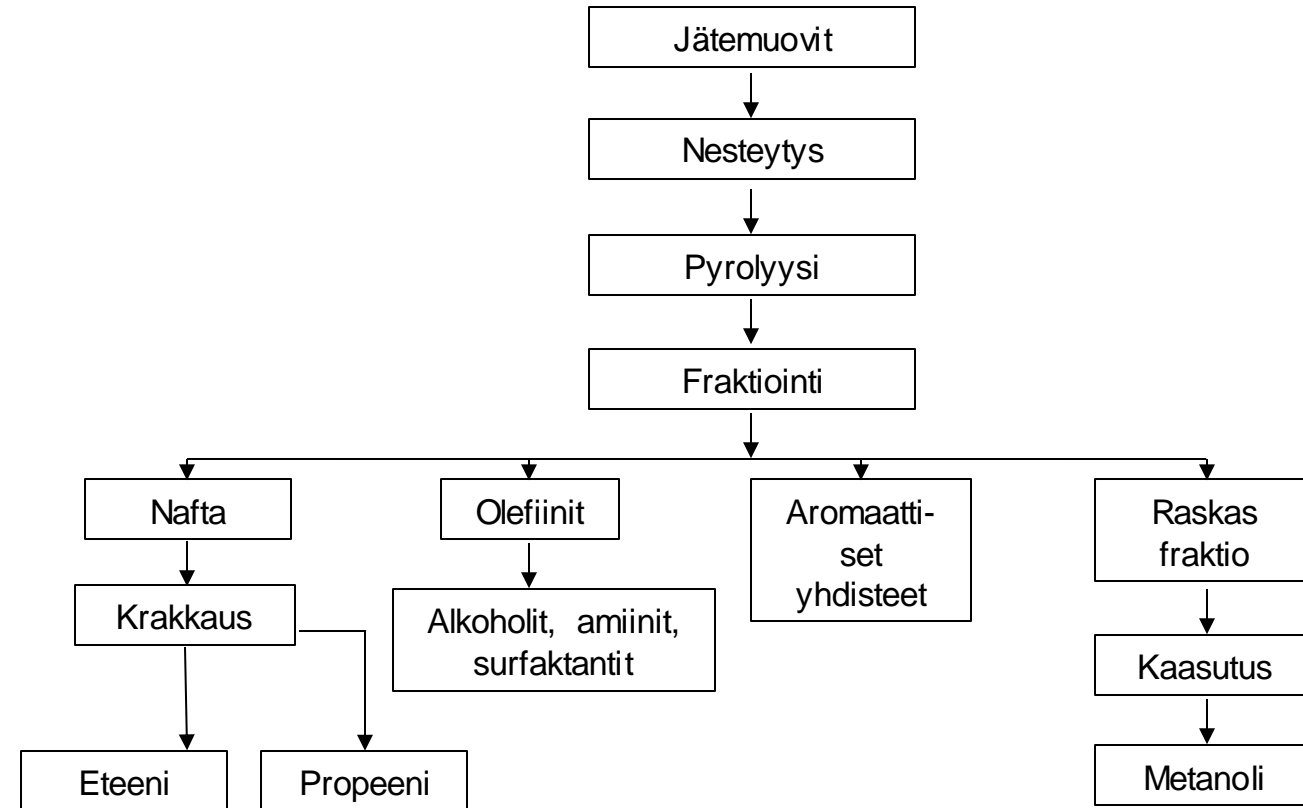 Jätemuovit
Nesteytys
Pyrolyysi
Fraktiointi
Nafta
Olefiinit
Aromaatti-
set
yhdisteet
Raskas
fraktio
Krakkaus
Alkoholit, amiinit,
surfaktantit
Kaasutus
Eteeni
Propeeni
Metanoli